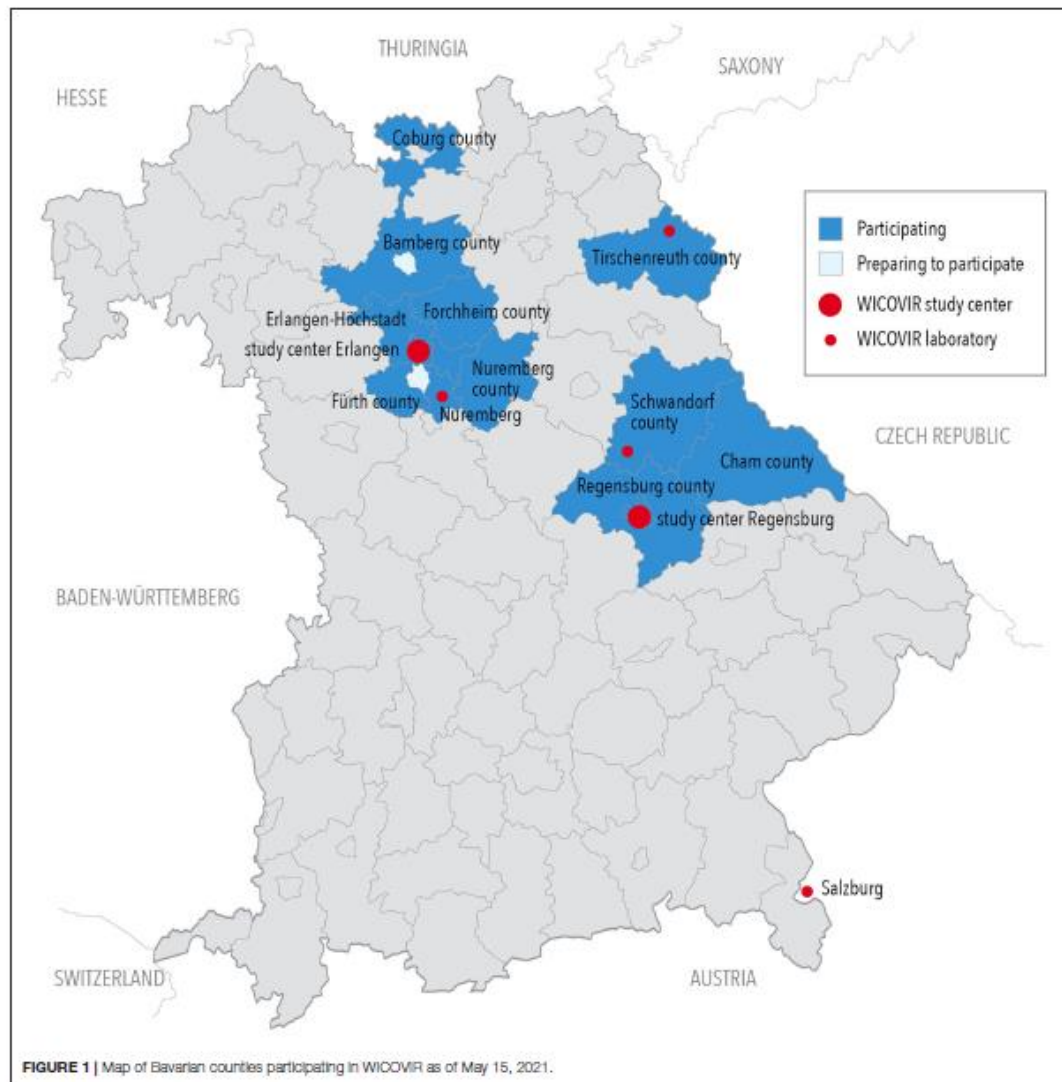 THURINGIA
SAXONY
HESSE
Coburg county
Participating
Preparing to participate
WICOVIR study center
WICOVIR laboratory
Bamberg county
Tirschenreuth county
Erlangen-Höchstadt
Forchheim county
study center Erlangen
Nuremberg
county
Fürth county
Nuremberg
Schwandorf
county
CZECH REPUBLIC
Cham county
Regensburg county
study center Regensburg
BADEN-WÜRTTEMBERG
Salzburg
SWITZERLAND
AUSTRIA
FIGURE 1 | Map of Bavarian counties participating in WICOVIR as of May 15, 2021.